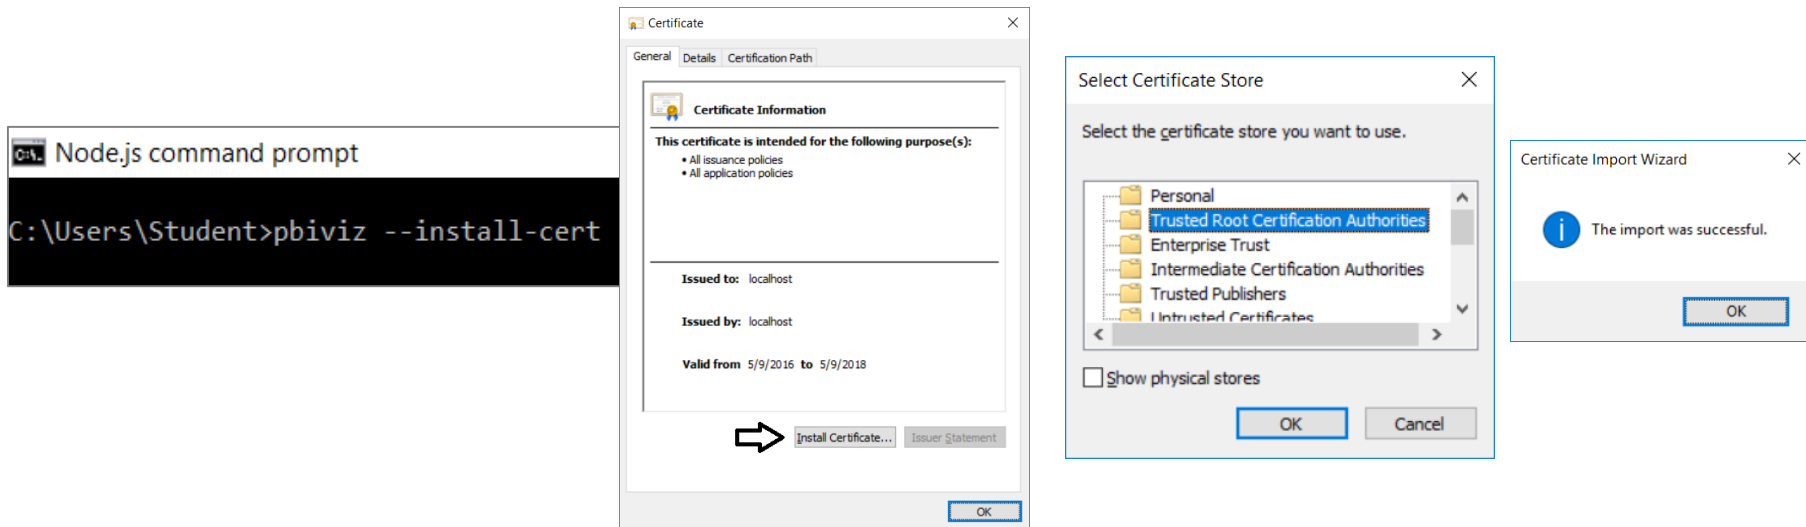 Node.js command prompt
C:\Users\Student>pbiviz --install-cert
Certificate
General Details Certification Path
Certificate Information
This certificate is intended for the following purpose(s):
• All issuance policies
• All application policies
Issued to: localhost
Issued by: localhost
Valid from 5/9/2016 to 5/9/2018
Install Certificate... Issuer Statement
OK
Select Certificate Store
Select the certificate store you want to use.
Personal
Trusted Root Certification Authorities
Enterprise Trust
Intermediate Certification Authorities
Trusted Publishers
Untrusted Certificates
Show physical stores
OK Cancel
Certificate Import Wizard
The import was successful.
OK